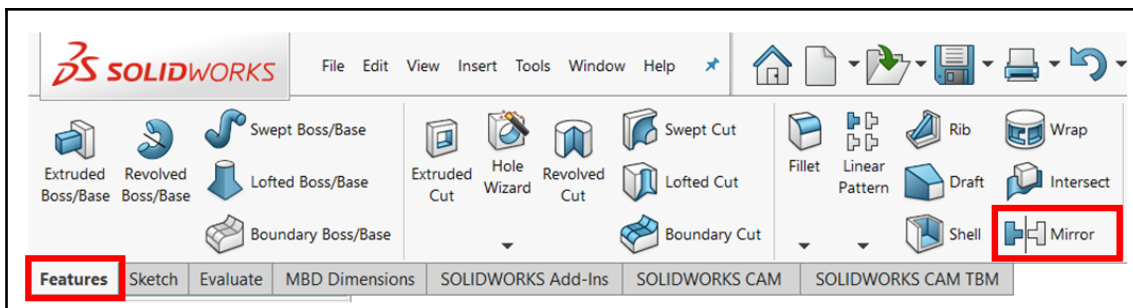 SOLIDWORKS
File Edit View Insert Tools Window Help
Extruded Boss/Base
Revolved Boss/Base
Swept Boss/Base
Lofted Boss/Base
Boundary Boss/Base
Extruded Cut
Hole Wizard
Revolved Cut
Swept Cut
Lofted Cut
Boundary Cut
Fillet
Linear Pattern
Rib
Draft
Shell
Wrap
Intersect
Mirror
Features Sketch Evaluate MBD Dimensions SOLIDWORKS Add-Ins SOLIDWORKS CAM SOLIDWORKS CAM TBM